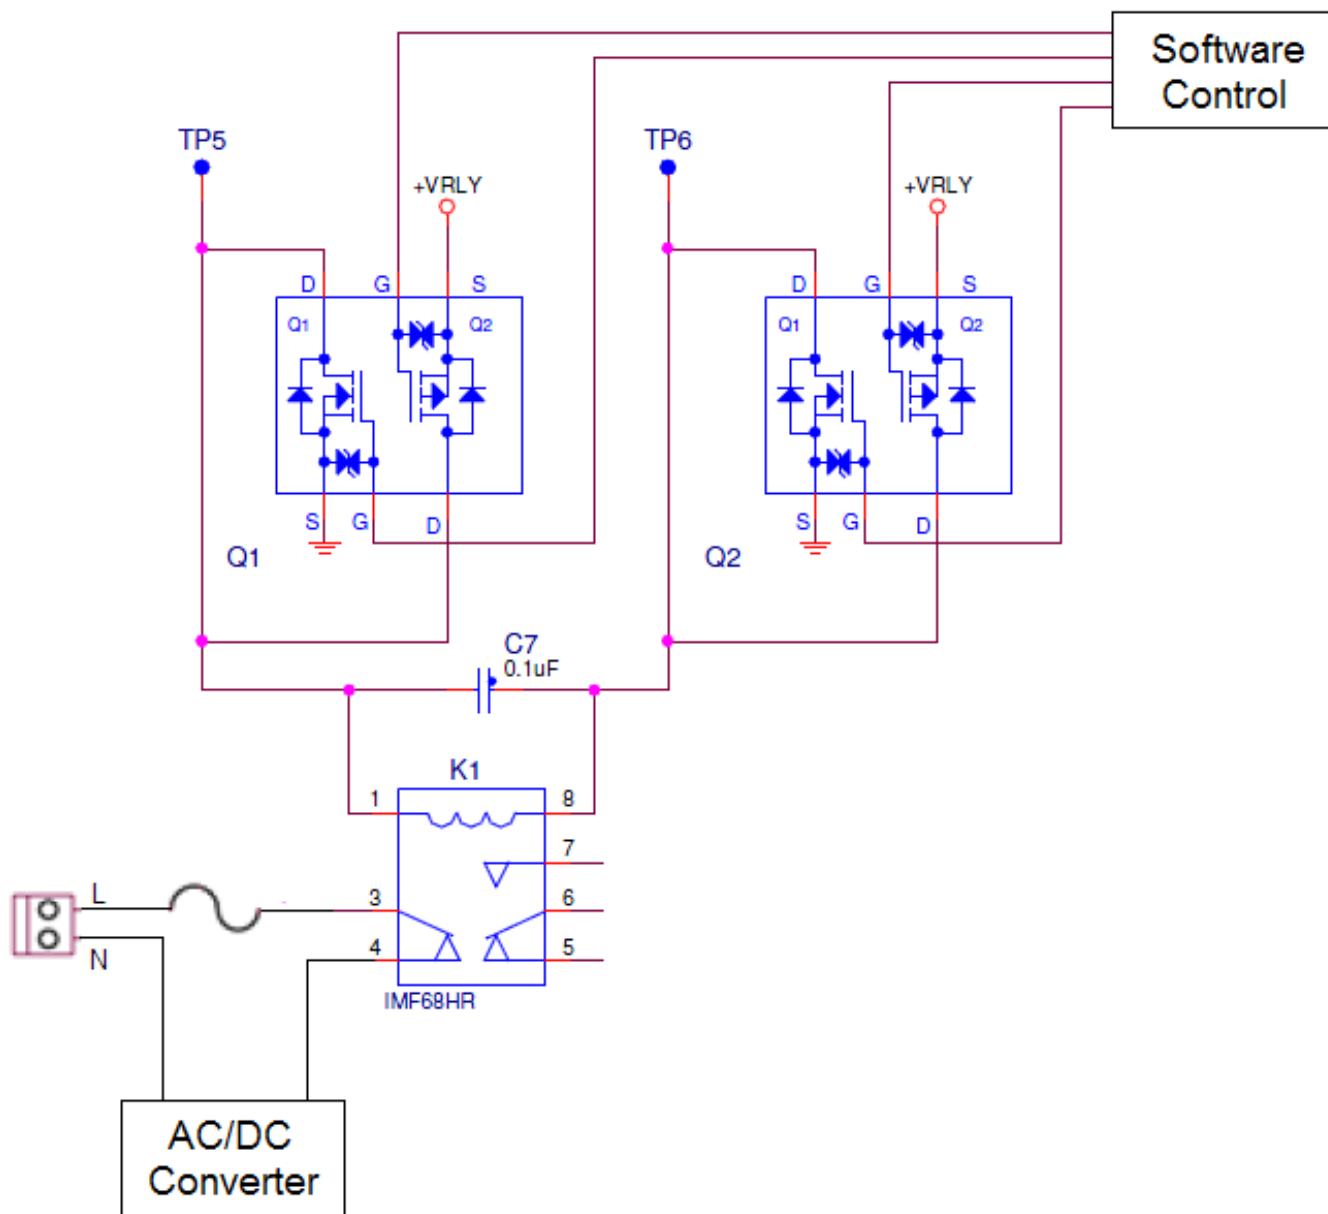 Software
Control
TP5
TP6
+VRLY
+VRLY
D
G
S
D
G
S
Q1
Q2
Q1
Q2
S
G
D
S
G
D
Q1
Q2
C7
0.1uF
K1
1
8
7
L
3
6
N
4
5
IMF68HR
AC/DC
Converter